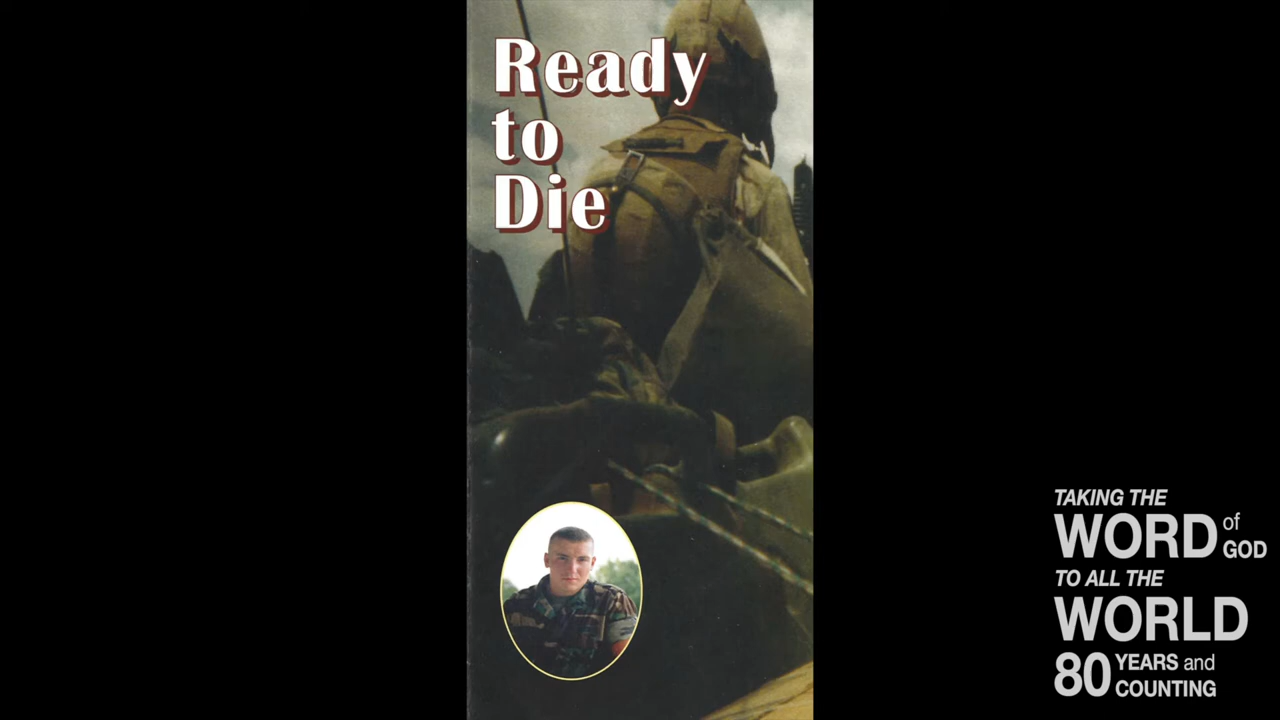 Ready
to
Die
TAKING THE
WORD of
GOD
TO ALL THE
WORLD
80 YEARS and
COUNTING